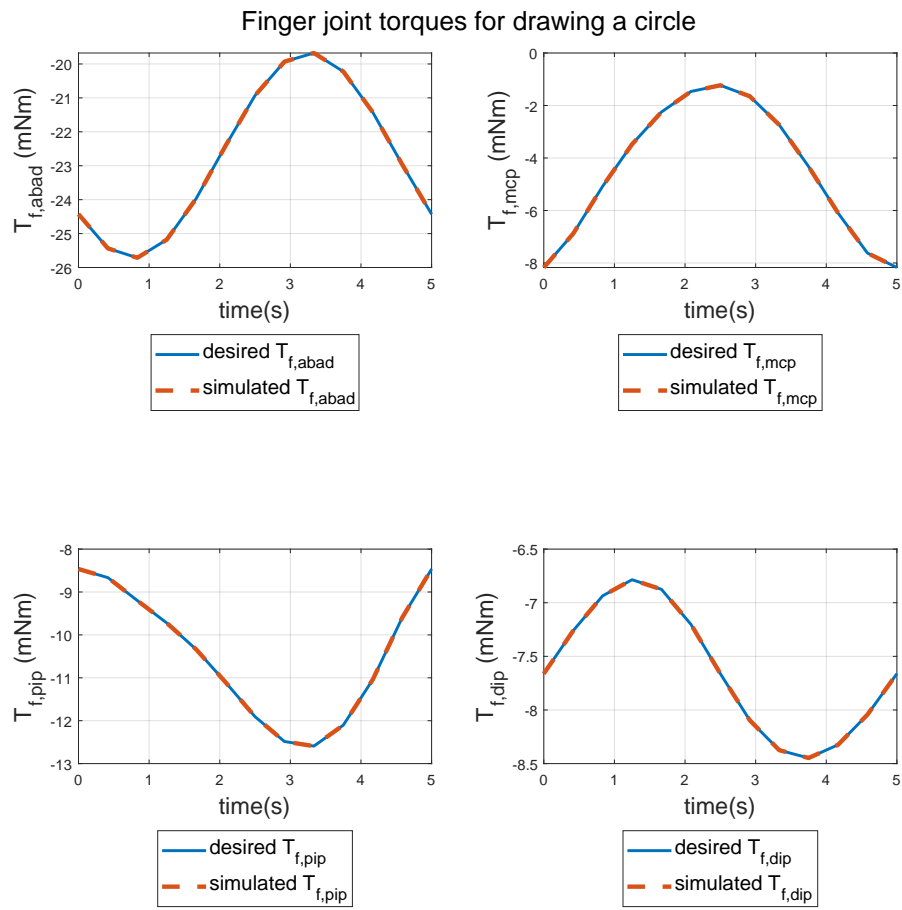 Finger joint torques for drawing a circle
-20
-21
-22
-23
-24
-25
-26
T_f,abad (mNm)
0 1 2 3 4 5
time(s)
desired T_f,abad
simulated T_f,abad
0
-2
-4
-6
-8
T_f,mcp (mNm)
0 1 2 3 4 5
time(s)
desired T_f,mcp
simulated T_f,mcp
-8
-9
-10
-11
-12
-13
T_f,pip (mNm)
0 1 2 3 4 5
time(s)
desired T_f,pip
simulated T_f,pip
-6.5
-7
-7.5
-8
-8.5
T_f,dip (mNm)
0 1 2 3 4 5
time(s)
desired T_f,dip
simulated T_f,dip